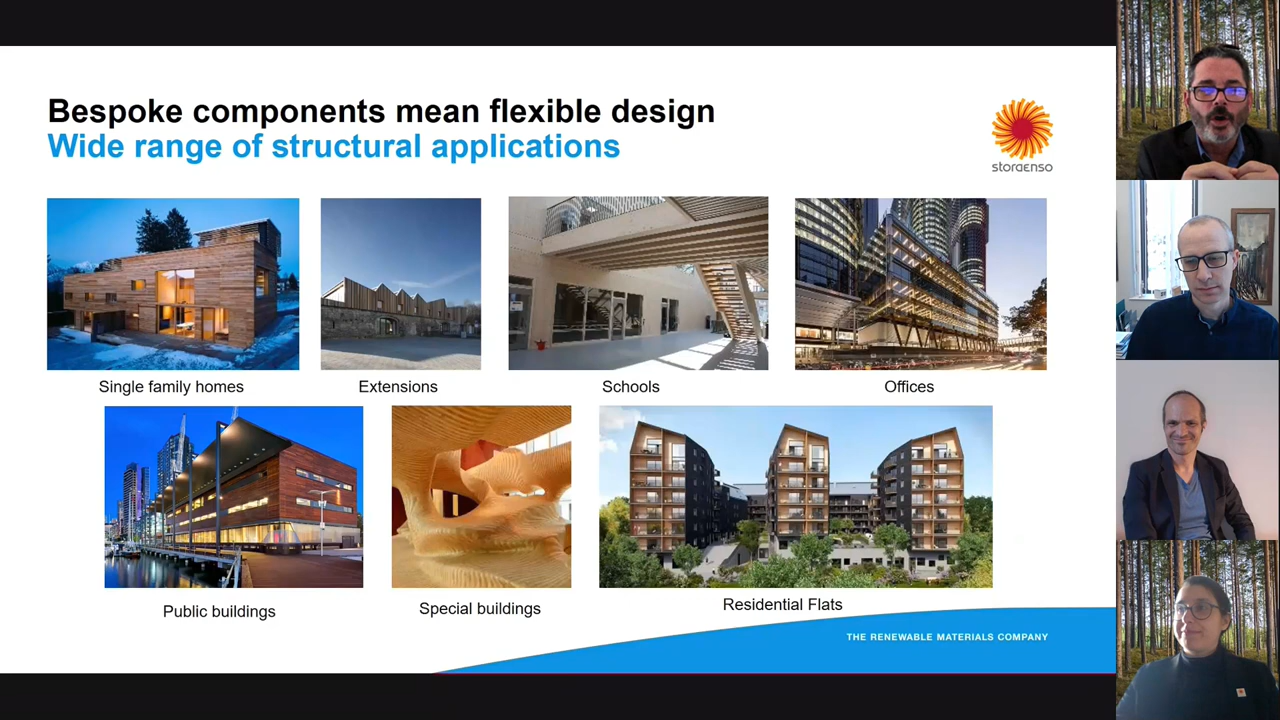 Bespoke components mean flexible design
Wide range of structural applications
storaenso
Single family homes
Extensions
Schools
Offices
Public buildings
Special buildings
Residential Flats
THE RENEWABLE MATERIALS COMPANY